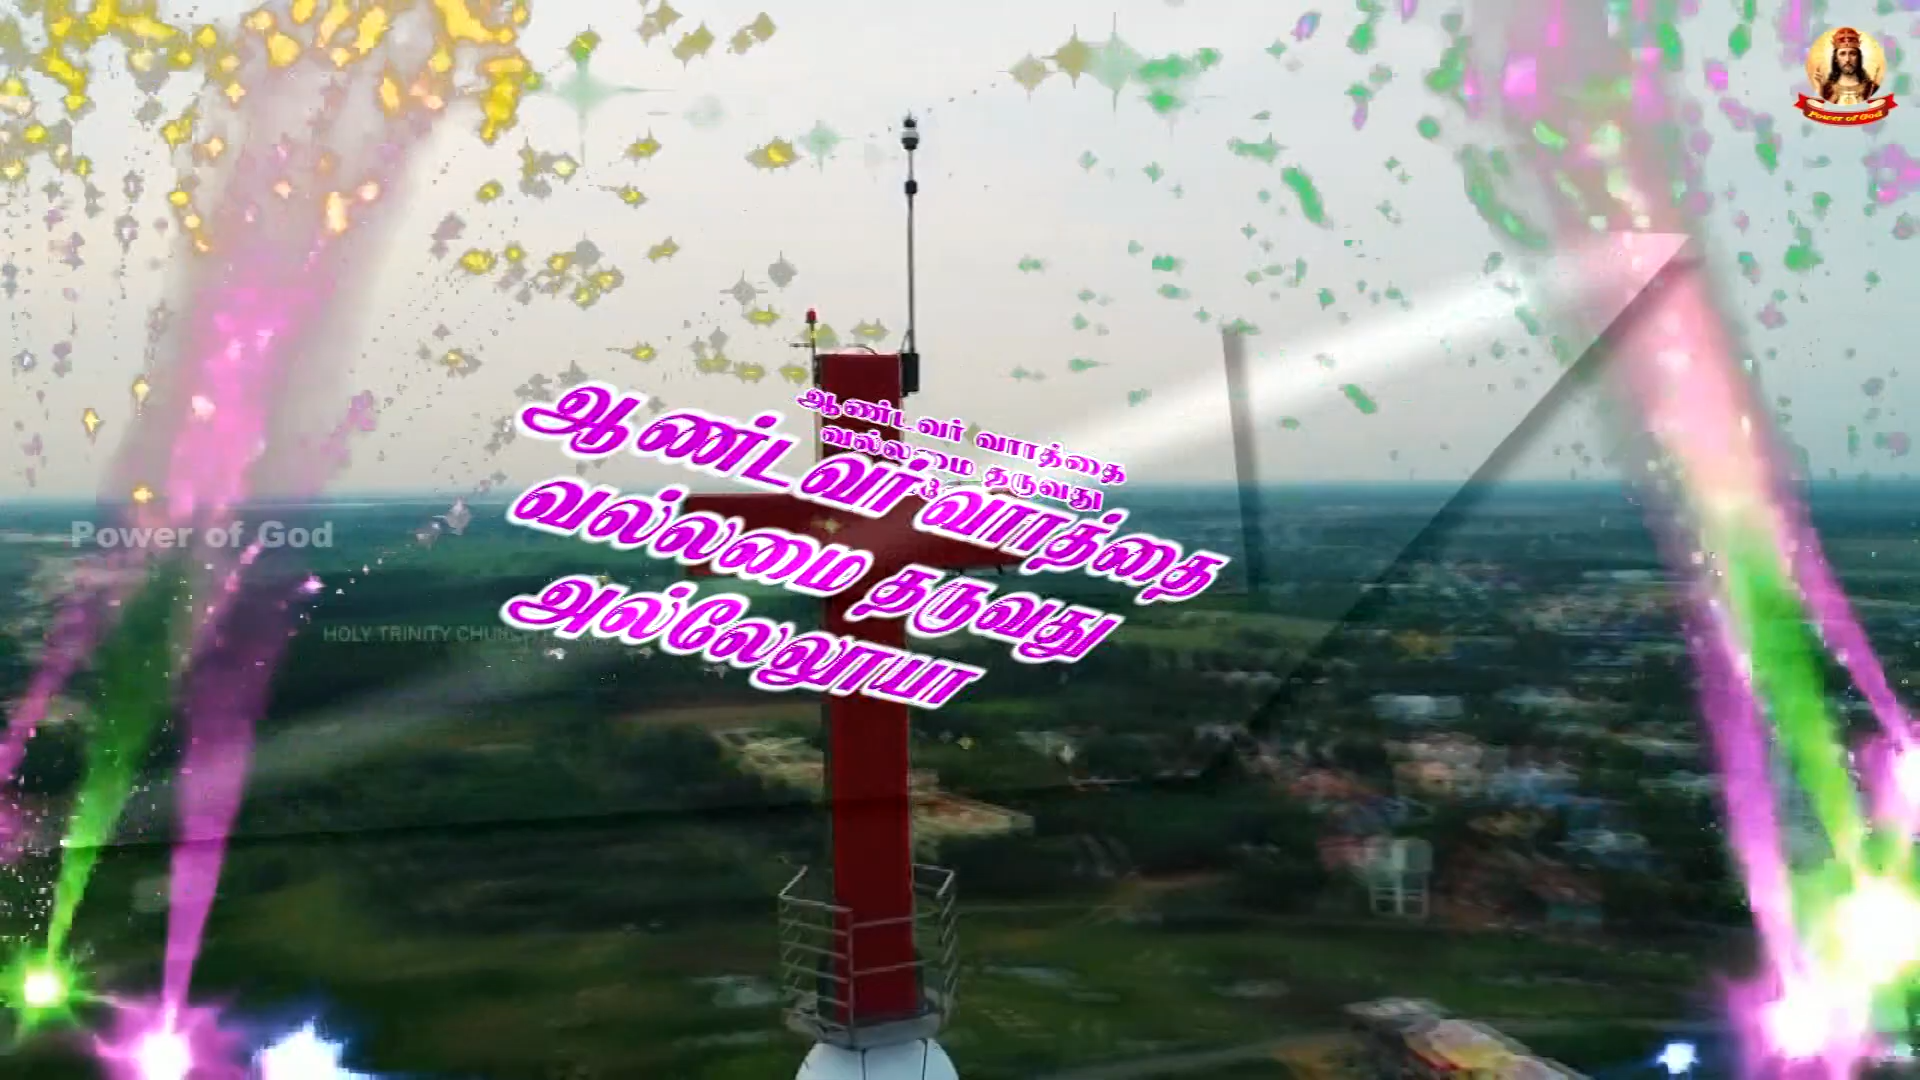 Power of God
ஆண்டவர் வார்த்தை
வல்லமை தருவது
ஆண்டவர் வார்த்தை
வல்லமை தருவது
அல்லேலூயா
Power of God
HOLY TRINITY CHURCH